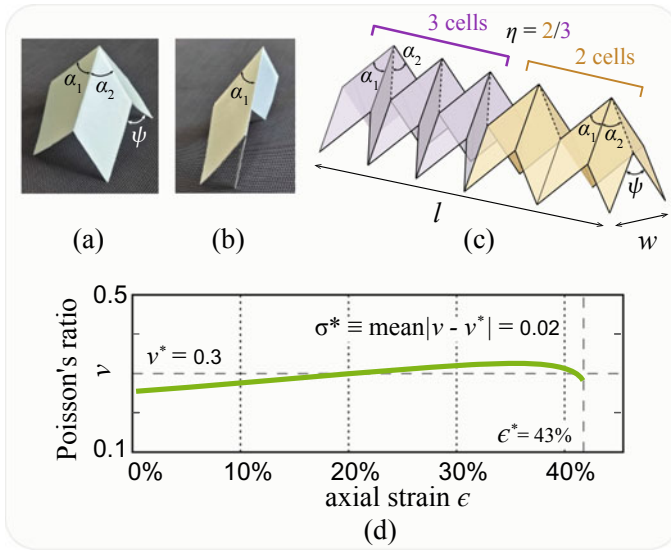 3 cells
η = 2/3
2 cells
α₁
α₂
ψ
α₁
α₁
α₂
α₁
α₂
ψ
l
w
(a)
(b)
(c)
0.5
σ* ≡ mean|ν - ν*| = 0.02
ν* = 0.3
Poisson's ratio
ν
ϵ* = 43%
0.1
0%
10%
20%
30%
40%
axial strain ϵ
(d)